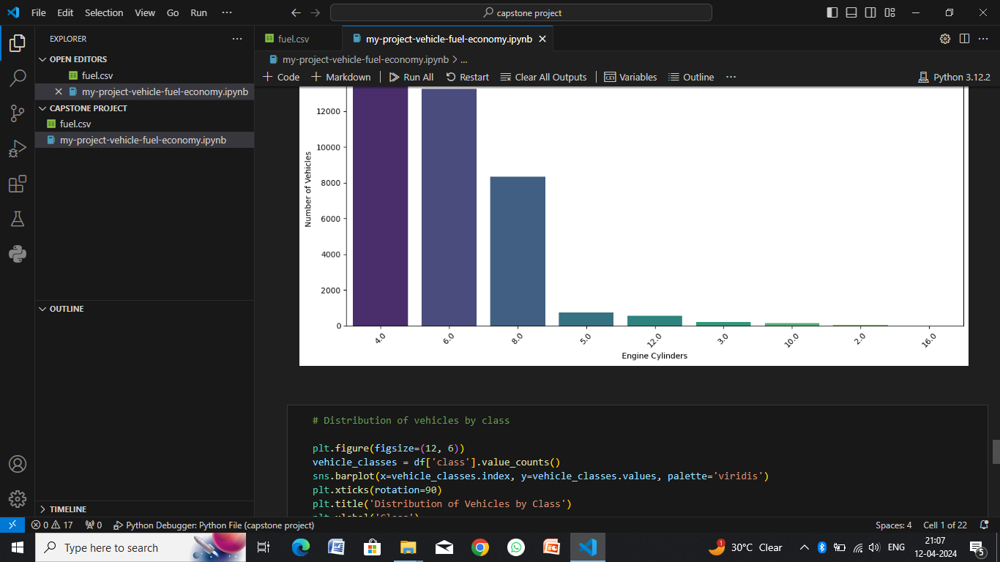 File Edit Selection View Go Run ···
capstone project
EXPLORER
OPEN EDITORS
fuel.csv
my-project-vehicle-fuel-economy.ipynb
CAPSTONE PROJECT
fuel.csv
my-project-vehicle-fuel-economy.ipynb
OUTLINE
TIMELINE
fuel.csv
my-project-vehicle-fuel-economy.ipynb
my-project-vehicle-fuel-economy.ipynb > ...
+ Code + Markdown | Run All Restart Clear All Outputs | Variables Outline ··· Python 3.12.2
Number of Vehicles
12000
10000
8000
6000
4000
2000
0
4.0 6.0 8.0 5.0 12.0 3.0 10.0 2.0 16.0
Engine Cylinders
# Distribution of vehicles by class
plt.figure(figsize=(12, 6))
vehicle_classes = df['class'].value_counts()
sns.barplot(x=vehicle_classes.index, y=vehicle_classes.values, palette='viridis')
plt.xticks(rotation=90)
plt.title('Distribution of Vehicles by Class')
plt.xlabel('Class')
0 17 0 Python Debugger: Python File (capstone project) Spaces: 4 Cell 1 of 22
Type here to search
1 30°C Clear ENG
21:07
12-04-2024
5